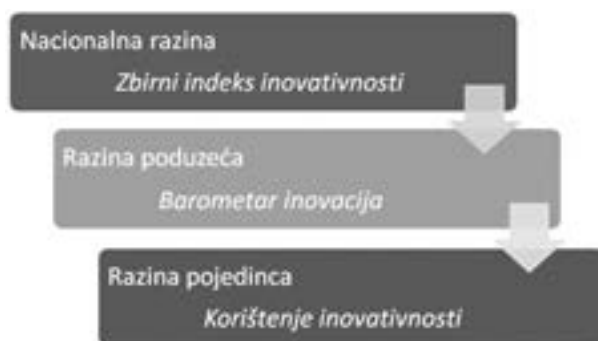 Nacionalna razina
Zbirni indeks inovativnosti
Razina poduzeća
Barometar inovacija
Razina pojedinca
Korištenje inovativnosti